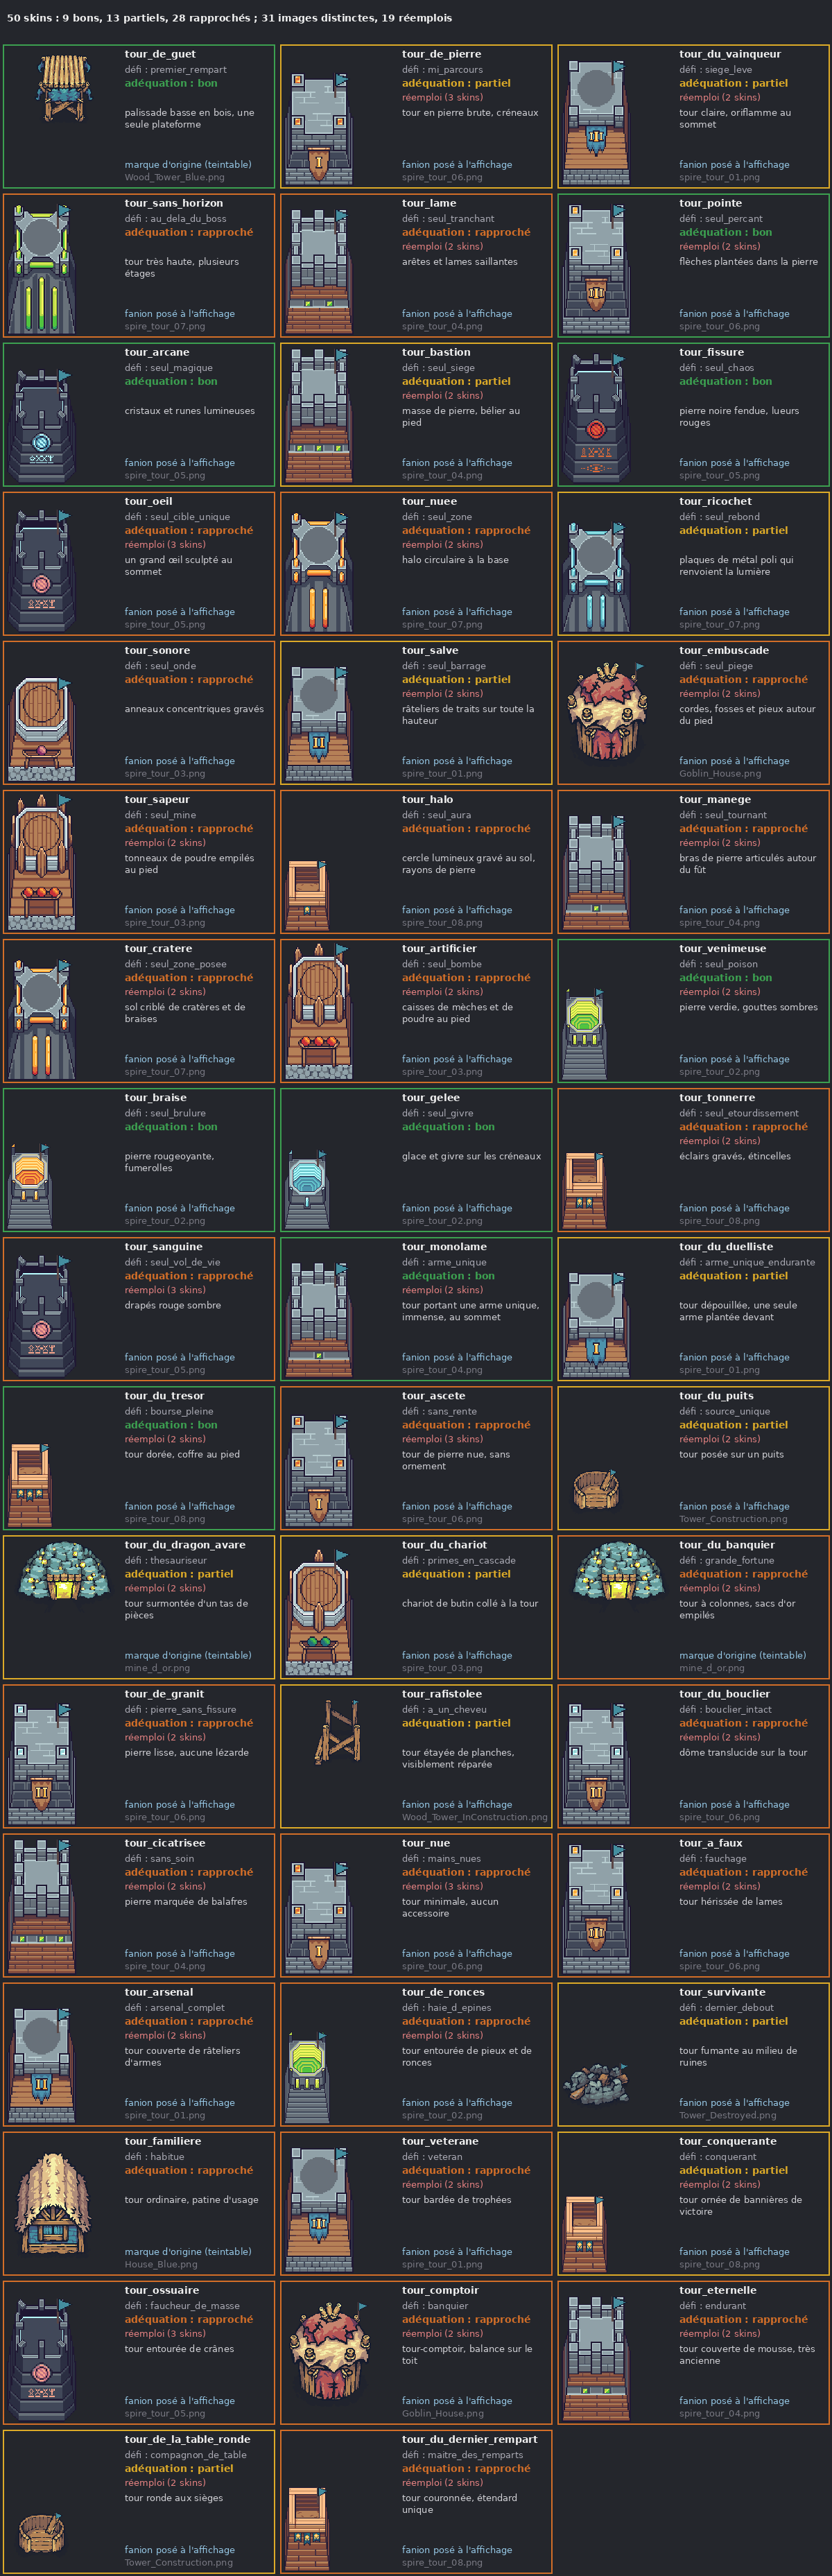 50 skins : 9 bons, 13 partiels, 28 rapprochés ; 31 images distinctes, 19 réemplois
tour_de_guet
défi : premier_rempart
adéquation : bon
palissade basse en bois, une
seule plateforme
marque d'origine (teintable)
Wood_Tower_Blue.png
tour_de_pierre
défi : mi_parcours
adéquation : partiel
réemploi (3 skins)
tour en pierre brute, créneaux
fanion posé à l'affichage
spire_tour_06.png
tour_du_vainqueur
défi : siege_leve
adéquation : partiel
réemploi (2 skins)
tour claire, oriflamme au
sommet
fanion posé à l'affichage
spire_tour_01.png
tour_sans_horizon
défi : au_dela_du_boss
adéquation : rapproché
tour très haute, plusieurs
étages
fanion posé à l'affichage
spire_tour_07.png
tour_lame
défi : seul_tranchant
adéquation : rapproché
réemploi (2 skins)
arêtes et lames saillantes
fanion posé à l'affichage
spire_tour_04.png
tour_pointe
défi : seul_percant
adéquation : bon
réemploi (2 skins)
flèches plantées dans la pierre
fanion posé à l'affichage
spire_tour_06.png
tour_arcane
défi : seul_magique
adéquation : bon
cristaux et runes lumineuses
fanion posé à l'affichage
spire_tour_05.png
tour_bastion
défi : seul_siege
adéquation : partiel
réemploi (2 skins)
masse de pierre, bélier au
pied
fanion posé à l'affichage
spire_tour_04.png
tour_fissure
défi : seul_chaos
adéquation : bon
pierre noire fendue, lueurs
rouges
fanion posé à l'affichage
spire_tour_05.png
tour_oeil
défi : seul_cible_unique
adéquation : rapproché
réemploi (3 skins)
un grand œil sculpté au
sommet
fanion posé à l'affichage
spire_tour_05.png
tour_nuee
défi : seul_zone
adéquation : rapproché
réemploi (2 skins)
halo circulaire à la base
fanion posé à l'affichage
spire_tour_07.png
tour_ricochet
défi : seul_rebond
adéquation : partiel
plaques de métal poli qui
renvoient la lumière
fanion posé à l'affichage
spire_tour_07.png
tour_sonore
défi : seul_onde
adéquation : rapproché
anneaux concentriques gravés
fanion posé à l'affichage
spire_tour_03.png
tour_salve
défi : seul_barrage
adéquation : partiel
réemploi (2 skins)
râteliers de traits sur toute la
hauteur
fanion posé à l'affichage
spire_tour_01.png
tour_embuscade
défi : seul_piege
adéquation : rapproché
réemploi (2 skins)
cordes, fosses et pieux autour
du pied
fanion posé à l'affichage
Goblin_House.png
tour_sapeur
défi : seul_mine
adéquation : rapproché
réemploi (2 skins)
tonneaux de poudre empilés
au pied
fanion posé à l'affichage
spire_tour_03.png
tour_halo
défi : seul_aura
adéquation : rapproché
cercle lumineux gravé au sol,
rayons de pierre
fanion posé à l'affichage
spire_tour_08.png
tour_manege
défi : seul_tournant
adéquation : rapproché
réemploi (2 skins)
bras de pierre articulés autour
du fût
fanion posé à l'affichage
spire_tour_04.png
tour_cratere
défi : seul_zone_posee
adéquation : rapproché
réemploi (2 skins)
sol criblé de cratères et de
braises
fanion posé à l'affichage
spire_tour_07.png
tour_artificier
défi : seul_bombe
adéquation : rapproché
réemploi (2 skins)
caisses de mèches et de
poudre au pied
fanion posé à l'affichage
spire_tour_03.png
tour_venimeuse
défi : seul_poison
adéquation : bon
réemploi (2 skins)
pierre verdie, gouttes sombres
fanion posé à l'affichage
spire_tour_02.png
tour_braise
défi : seul_brulure
adéquation : bon
pierre rougeoyante,
fumerolles
fanion posé à l'affichage
spire_tour_02.png
tour_gelee
défi : seul_givre
adéquation : bon
glace et givre sur les créneaux
fanion posé à l'affichage
spire_tour_02.png
tour_tonnerre
défi : seul_etourdissement
adéquation : rapproché
réemploi (2 skins)
éclairs gravés, étincelles
fanion posé à l'affichage
spire_tour_08.png
tour_sanguine
défi : seul_vol_de_vie
adéquation : rapproché
réemploi (3 skins)
drapés rouge sombre
fanion posé à l'affichage
spire_tour_05.png
tour_monolame
défi : arme_unique
adéquation : bon
réemploi (2 skins)
tour portant une arme unique,
immense, au sommet
fanion posé à l'affichage
spire_tour_04.png
tour_du_duelliste
défi : arme_unique_endurante
adéquation : partiel
tour dépouillée, une seule
arme plantée devant
fanion posé à l'affichage
spire_tour_01.png
tour_du_tresor
défi : bourse_pleine
adéquation : bon
réemploi (2 skins)
tour dorée, coffre au pied
fanion posé à l'affichage
spire_tour_08.png
tour_ascete
défi : sans_rente
adéquation : rapproché
réemploi (3 skins)
tour de pierre nue, sans
ornement
fanion posé à l'affichage
spire_tour_06.png
tour_du_puits
défi : source_unique
adéquation : partiel
réemploi (2 skins)
tour posée sur un puits
fanion posé à l'affichage
Tower_Construction.png
tour_du_dragon_avare
défi : thesauriseur
adéquation : partiel
réemploi (2 skins)
tour surmontée d'un tas de
pièces
marque d'origine (teintable)
mine_d_or.png
tour_du_chariot
défi : primes_en_cascade
adéquation : partiel
chariot de butin collé à la tour
fanion posé à l'affichage
spire_tour_03.png
tour_du_banquier
défi : grande_fortune
adéquation : rapproché
réemploi (2 skins)
tour à colonnes, sacs d'or
empilés
marque d'origine (teintable)
mine_d_or.png
tour_de_granit
défi : pierre_sans_fissure
adéquation : rapproché
réemploi (2 skins)
pierre lisse, aucune lézarde
fanion posé à l'affichage
spire_tour_06.png
tour_rafistolee
défi : a_un_cheveu
adéquation : partiel
tour étayée de planches,
visiblement réparée
fanion posé à l'affichage
Wood_Tower_InConstruction.png
tour_du_bouclier
défi : bouclier_intact
adéquation : rapproché
réemploi (2 skins)
dôme translucide sur la tour
fanion posé à l'affichage
spire_tour_06.png
tour_cicatrisee
défi : sans_soin
adéquation : rapproché
réemploi (2 skins)
pierre marquée de balafres
fanion posé à l'affichage
spire_tour_04.png
tour_nue
défi : mains_nues
adéquation : rapproché
réemploi (3 skins)
tour minimale, aucun
accessoire
fanion posé à l'affichage
spire_tour_06.png
tour_a_faux
défi : fauchage
adéquation : rapproché
réemploi (2 skins)
tour hérissée de lames
fanion posé à l'affichage
spire_tour_06.png
tour_arsenal
défi : arsenal_complet
adéquation : rapproché
réemploi (2 skins)
tour couverte de râteliers
d'armes
fanion posé à l'affichage
spire_tour_01.png
tour_de_ronces
défi : haie_d_epines
adéquation : rapproché
réemploi (2 skins)
tour entourée de pieux et de
ronces
fanion posé à l'affichage
spire_tour_02.png
tour_survivante
défi : dernier_debout
adéquation : partiel
tour fumante au milieu de
ruines
fanion posé à l'affichage
Tower_Destroyed.png
tour_familiere
défi : habitue
adéquation : rapproché
tour ordinaire, patine d'usage
marque d'origine (teintable)
House_Blue.png
tour_veterane
défi : veteran
adéquation : rapproché
réemploi (2 skins)
tour bardée de trophées
fanion posé à l'affichage
spire_tour_01.png
tour_conquerante
défi : conquerant
adéquation : partiel
réemploi (2 skins)
tour ornée de bannières de
victoire
fanion posé à l'affichage
spire_tour_08.png
tour_ossuaire
défi : faucheur_de_masse
adéquation : rapproché
réemploi (3 skins)
tour entourée de crânes
fanion posé à l'affichage
spire_tour_05.png
tour_comptoir
défi : banquier
adéquation : rapproché
réemploi (2 skins)
tour-comptoir, balance sur le
toit
fanion posé à l'affichage
Goblin_House.png
tour_eternelle
défi : endurant
adéquation : rapproché
réemploi (2 skins)
tour couverte de mousse, très
ancienne
fanion posé à l'affichage
spire_tour_04.png
tour_de_la_table_ronde
défi : compagnon_de_table
adéquation : partiel
réemploi (2 skins)
tour ronde aux sièges
fanion posé à l'affichage
Tower_Construction.png
tour_du_dernier_rempart
défi : maitre_des_remparts
adéquation : rapproché
réemploi (2 skins)
tour couronnée, étendard
unique
fanion posé à l'affichage
spire_tour_08.png